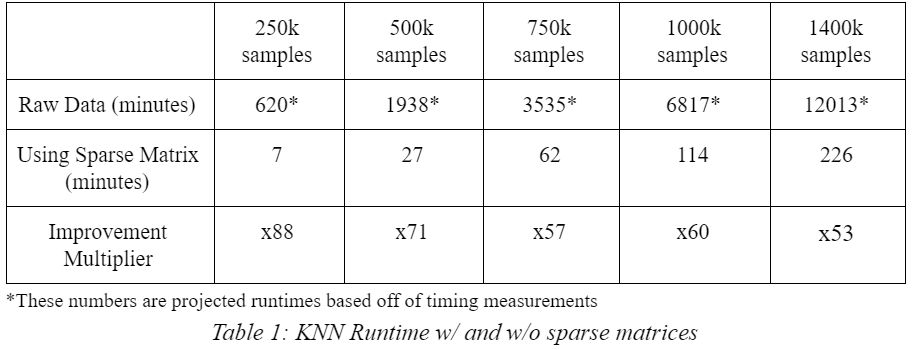 250k samples 500k samples 750k samples 1000k samples 1400k samples
Raw Data (minutes) 620* 1938* 3535* 6817* 12013*
Using Sparse Matrix (minutes) 7 27 62 114 226
Improvement Multiplier x88 x71 x57 x60 x53
*These numbers are projected runtimes based off of timing measurements
Table 1: KNN Runtime w/ and w/o sparse matrices